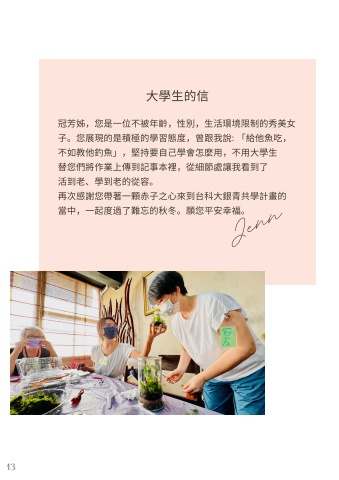 大學生的信
冠芳姊，您是一位不被年齡，性別，生活環境限制的秀美女
子。您展現的是積極的學習態度，曾跟我說: 「給他魚吃，
不如教他釣魚」，堅持要自己學會怎麼用，不用大學生
替您們將作業上傳到記事本裡，從細節處讓我看到了
活到老、學到老的從容。
再次感謝您帶著一顆赤子之心來到台科大銀青共學計畫的
當中，一起度過了難忘的秋冬。願您平安幸福。
Jenn
13